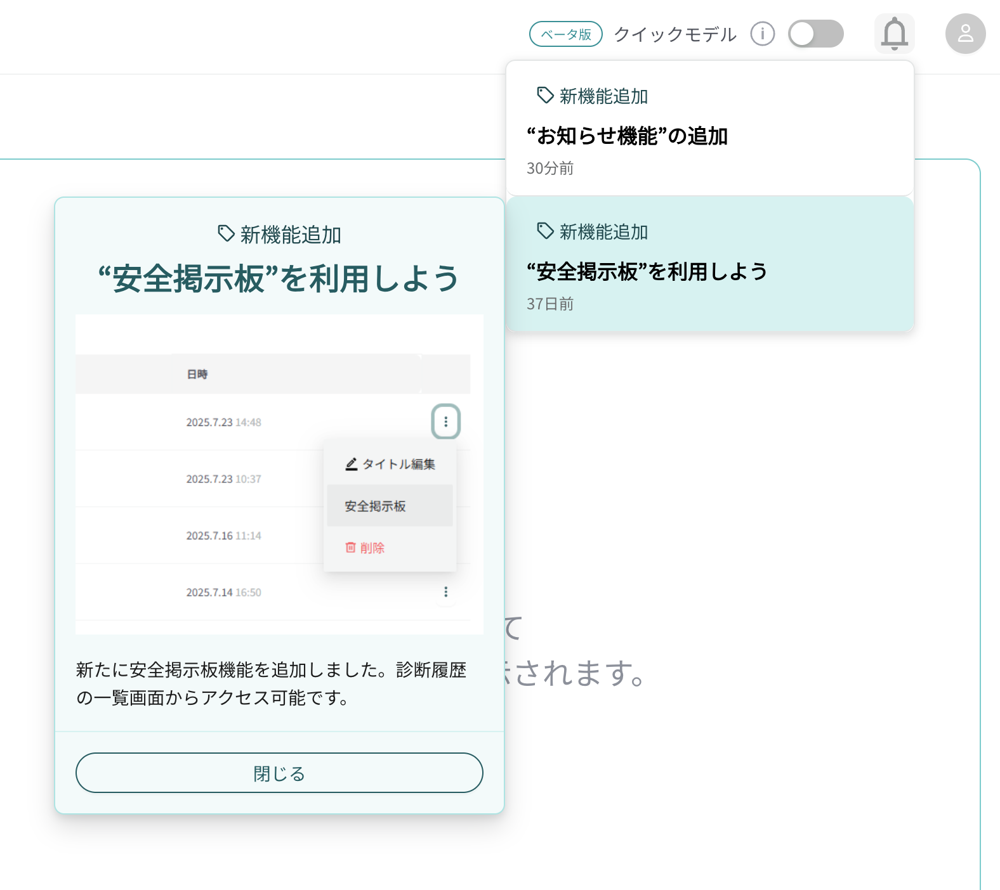 ベータ版 クイックモデル
新機能追加
“お知らせ機能”の追加
30分前
新機能追加
“安全掲示板”を利用しよう
37日前
新機能追加
“安全掲示板”を利用しよう
日時
2025.7.23 14:48
タイトル編集
2025.7.23 10:37
安全掲示板
2025.7.16 11:14
削除
2025.7.14 16:50
新たに安全掲示板機能を追加しました。診断履歴
の一覧画面からアクセス可能です。
閉じる
て
されます。